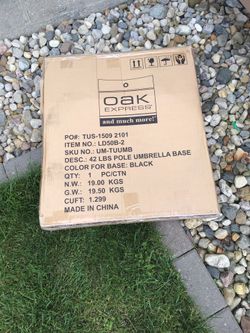 oak
EXPRESS
and much more!
PO#: TUS-1509 2101
ITEM NO.: LD50B-2
SKU NO.: UM-TUUMB
DESC.: 42 LBS POLE UMBRELLA BASE
COLOR FOR BASE: BLACK
QTY: 1 PC/CTN
N.W.: 19.00 KGS
G.W.: 19.50 KGS
CUFT: 1.299
MADE IN CHINA